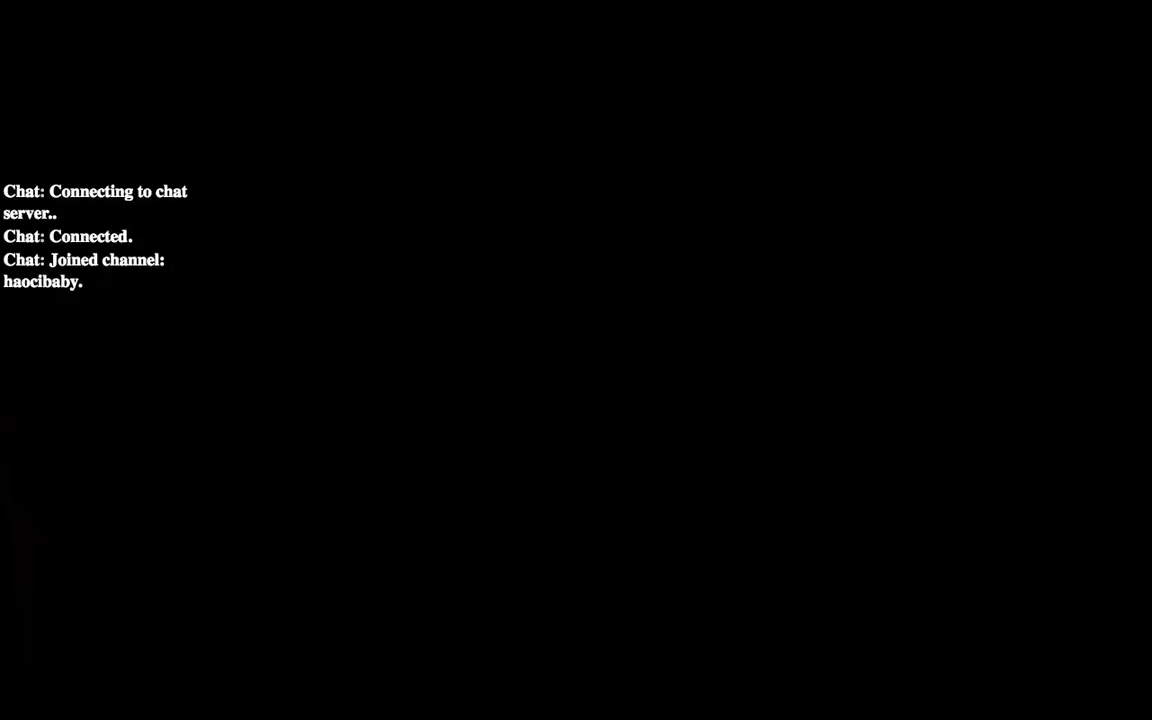 Chat: Connecting to chat
server..
Chat: Connected.
Chat: Joined channel:
haocibaby.